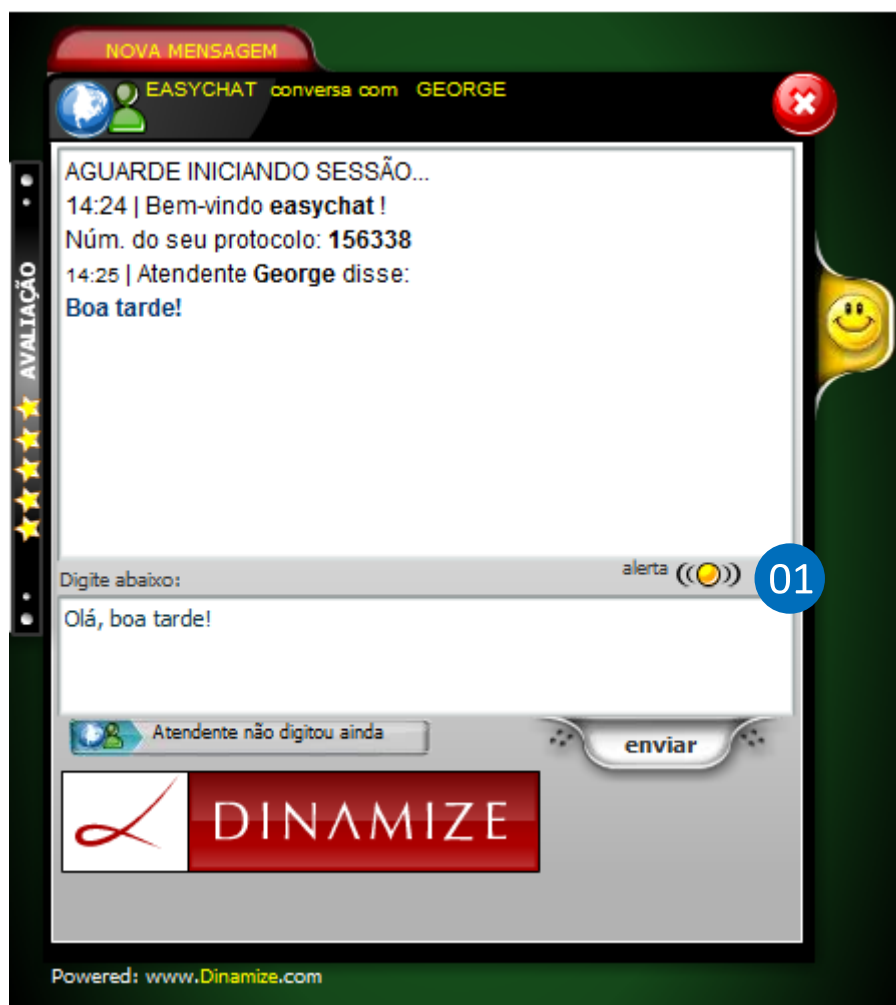 NOVA MENSAGEM
EASYCHAT conversa com GEORGE
AGUARDE INICIANDO SESSÃO...
14:24 | Bem-vindo easychat !
Núm. do seu protocolo: 156338
14:25 | Atendente George disse:
Boa tarde!
AVALIAÇÃO
Digite abaixo:
alerta
01
Olá, boa tarde!
Atendente não digitou ainda
enviar
DINAMIZE
Powered: www.Dinamize.com